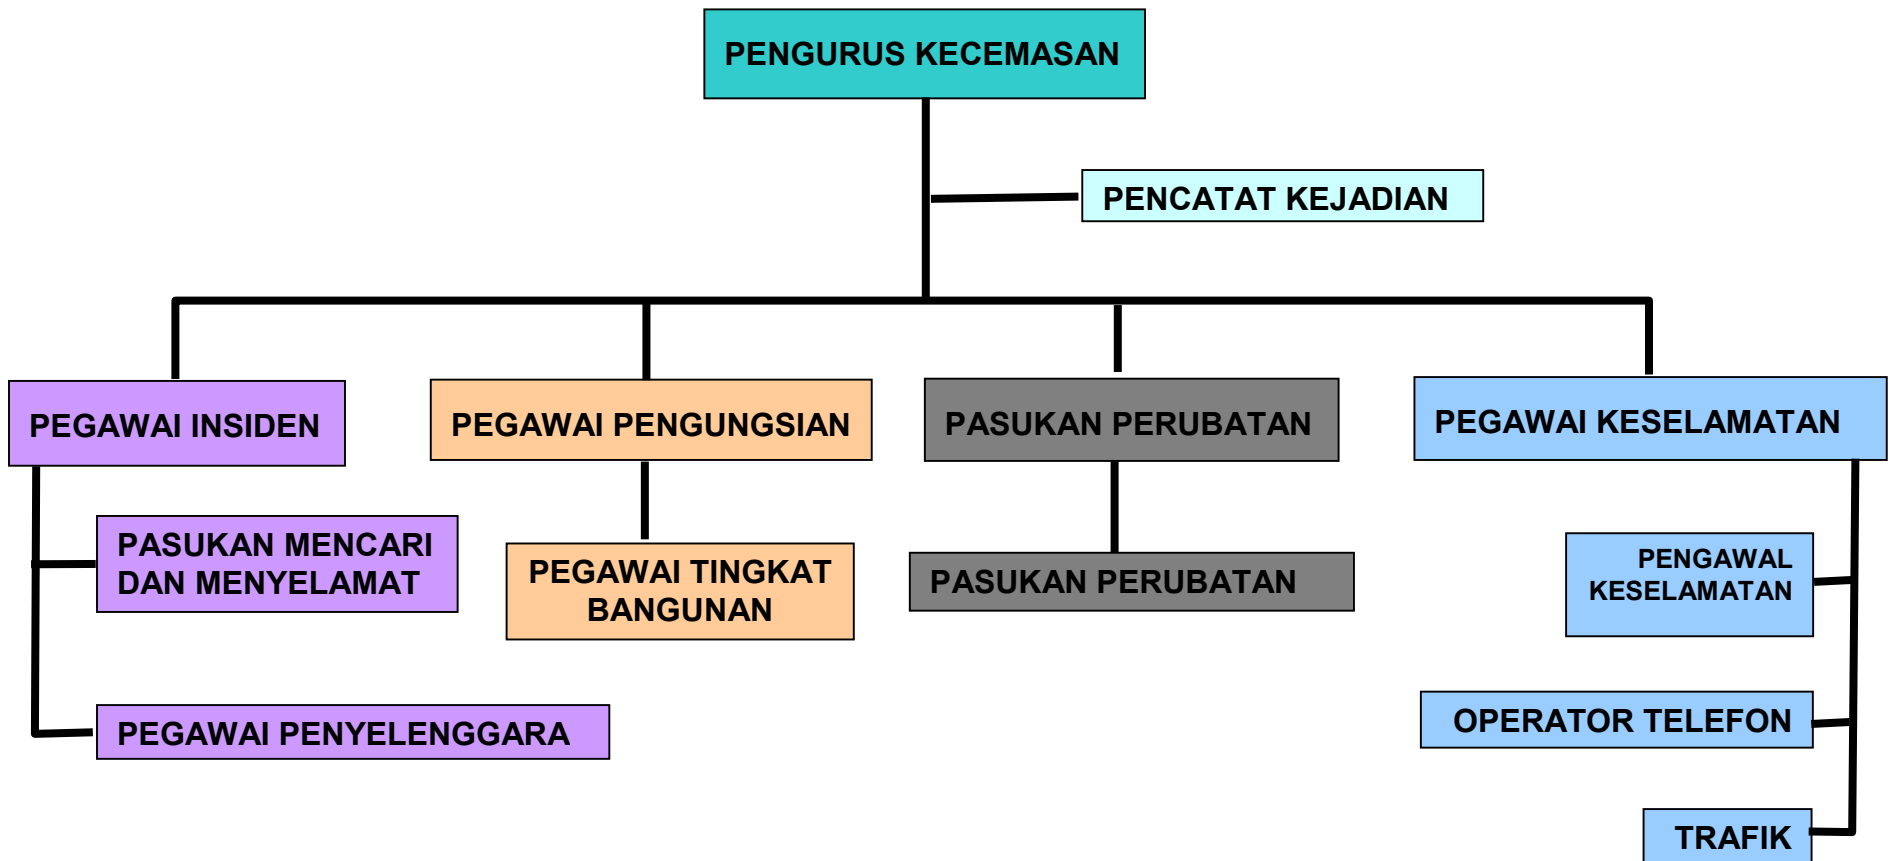 PENGURUS KECEMASAN
PENCATAT KEJADIAN
PEGAWAI INSIDEN
PEGAWAI PENGUNGSIAN
PASUKAN PERUBATAN
PEGAWAI KESELAMATAN
PASUKAN MENCARI
DAN MENYELAMAT
PEGAWAI TINGKAT
BANGUNAN
PASUKAN PERUBATAN
PENGAWAL
KESELAMATAN
PEGAWAI PENYELENGGARA
OPERATOR TELEFON
TRAFIK